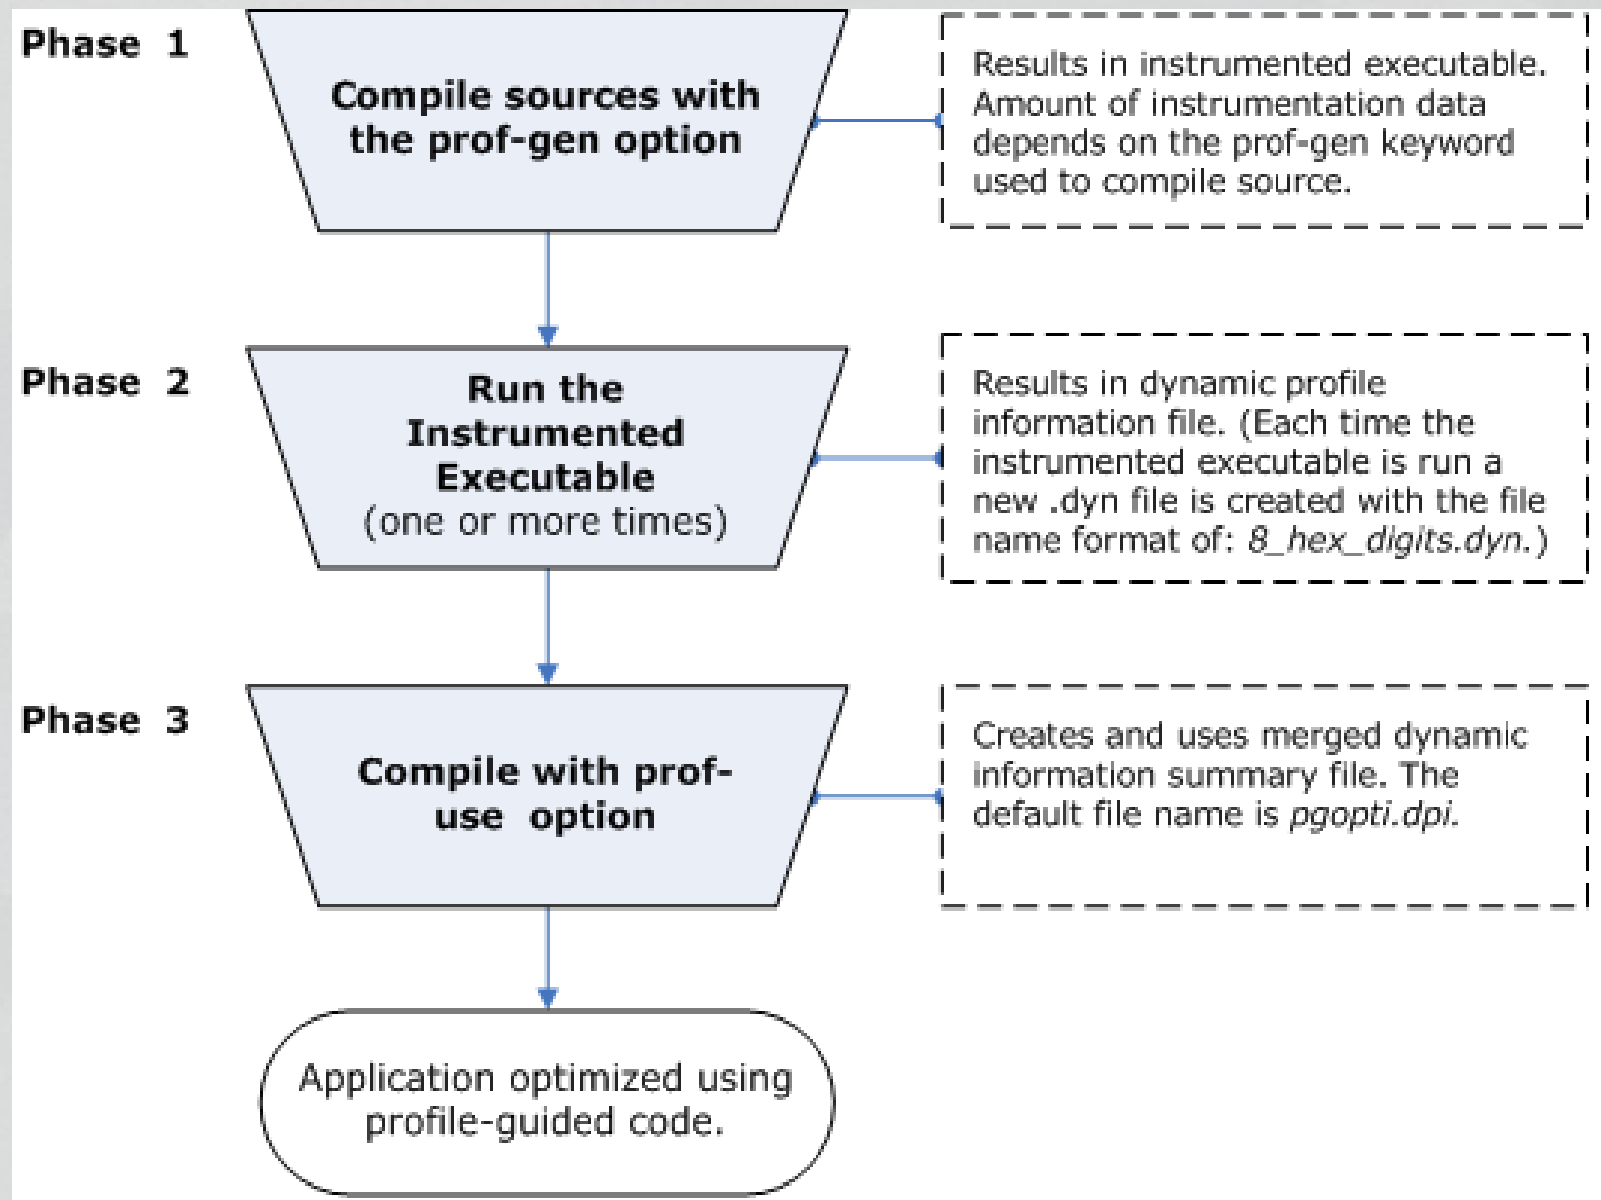 Phase 1
Compile sources with
the prof-gen option
Results in instrumented executable.
Amount of instrumentation data
depends on the prof-gen keyword
used to compile source.
Phase 2
Run the
Instrumented
Executable
(one or more times)
Results in dynamic profile
information file. (Each time the
instrumented executable is run a
new .dyn file is created with the file
name format of: 8_hex_digits.dyn.)
Phase 3
Compile with prof-
use option
Creates and uses merged dynamic
information summary file. The
default file name is pgopti.dpi.
Application optimized using
profile-guided code.